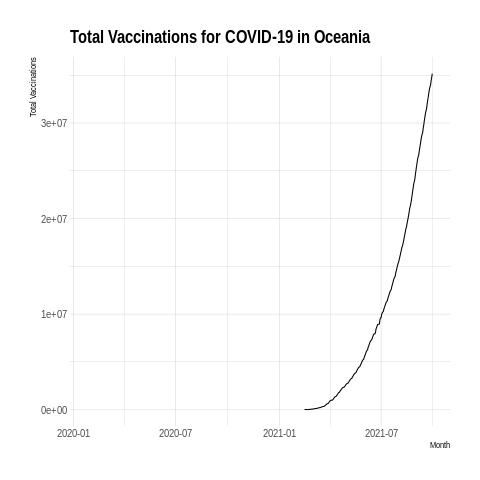 Total Vaccinations for COVID-19 in Oceania
Total Vaccinations
3e+07
2e+07
1e+07
0e+00
2020-01 2020-07 2021-01 2021-07
Month